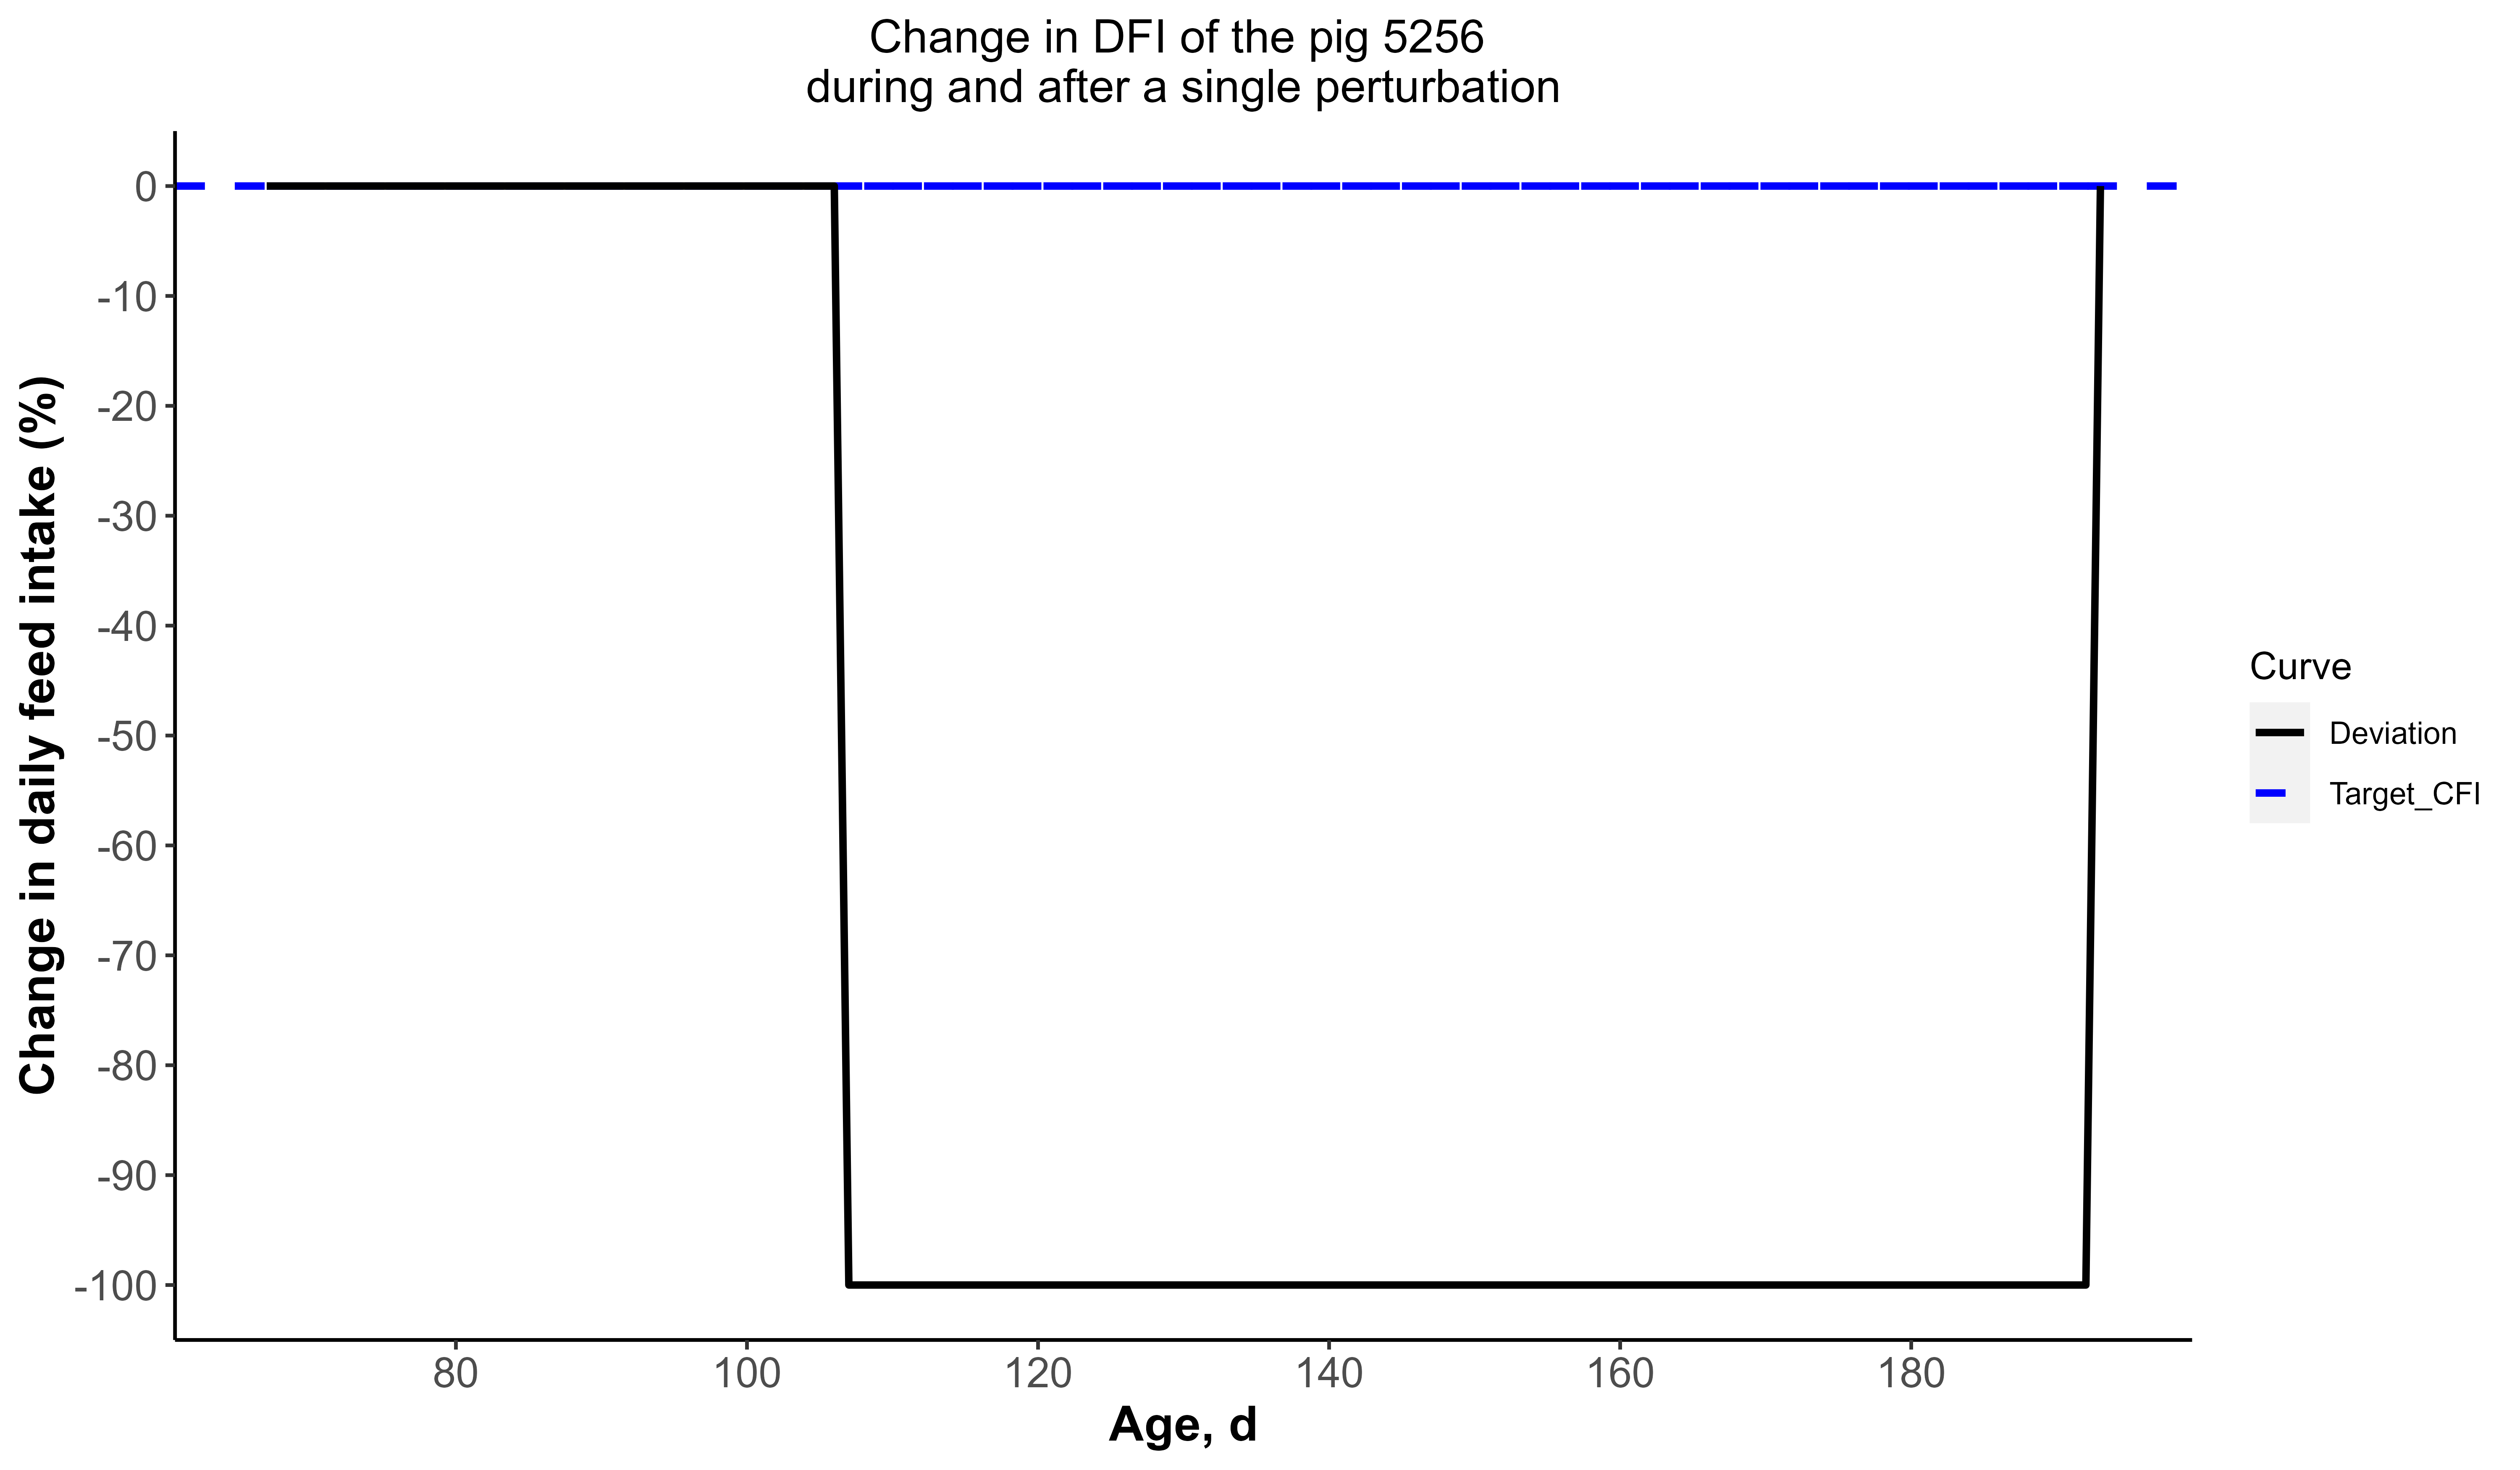 Change in DFI of the pig 5256
during and after a single perturbation
Change in daily feed intake (%)
0
-10
-20
-30
-40
-50
-60
-70
-80
-90
-100
80
100
120
140
160
180
Age, d
Curve
Deviation
Target_CFI